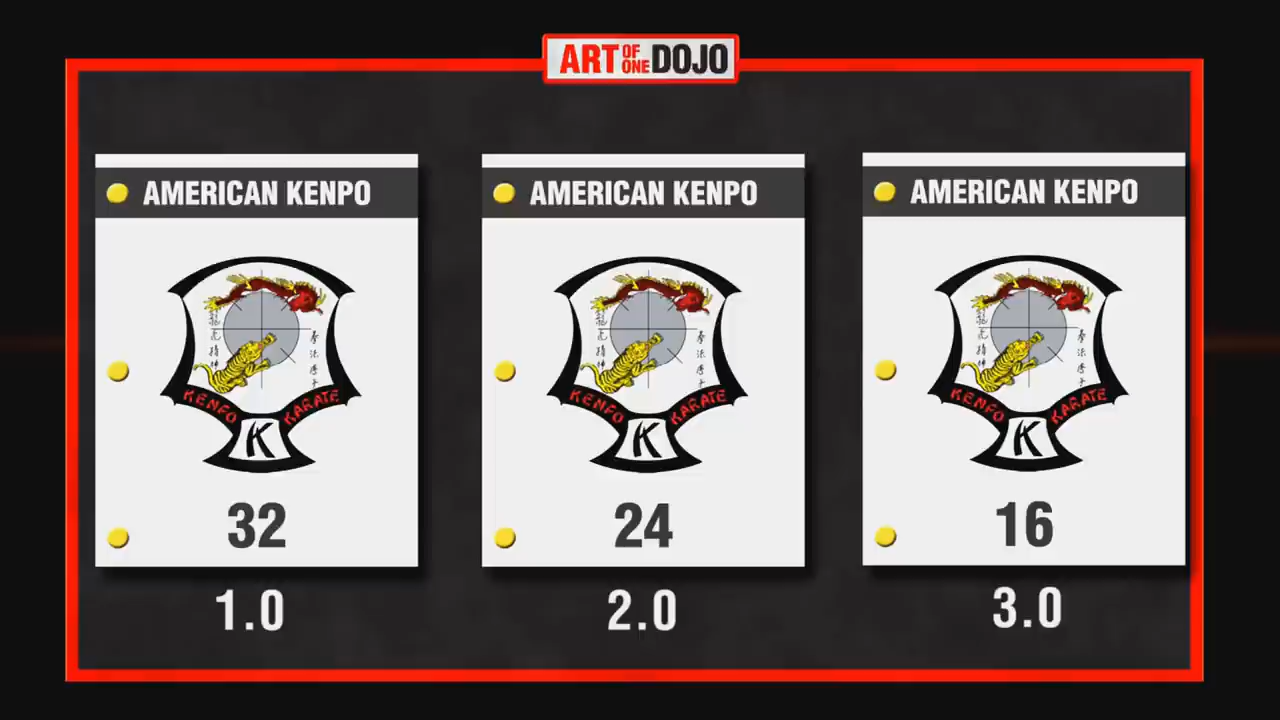 ART OF ONE DOJO
AMERICAN KENPO
AMERICAN KENPO
AMERICAN KENPO
KENPO KARATE
K
KENPO KARATE
K
KENPO KARATE
K
32
24
16
1.0
2.0
3.0